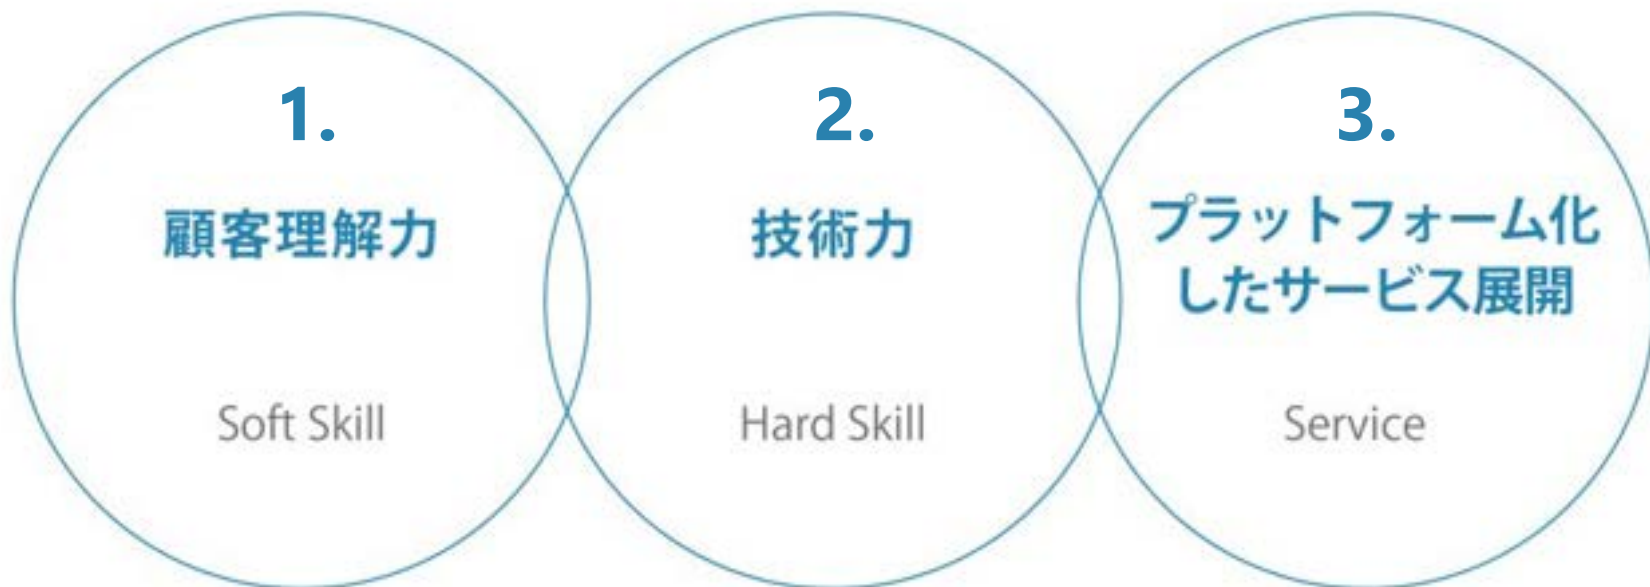 1.
顧客理解力
Soft Skill
2.
技術力
Hard Skill
3.
プラットフォーム化
したサービス展開
Service